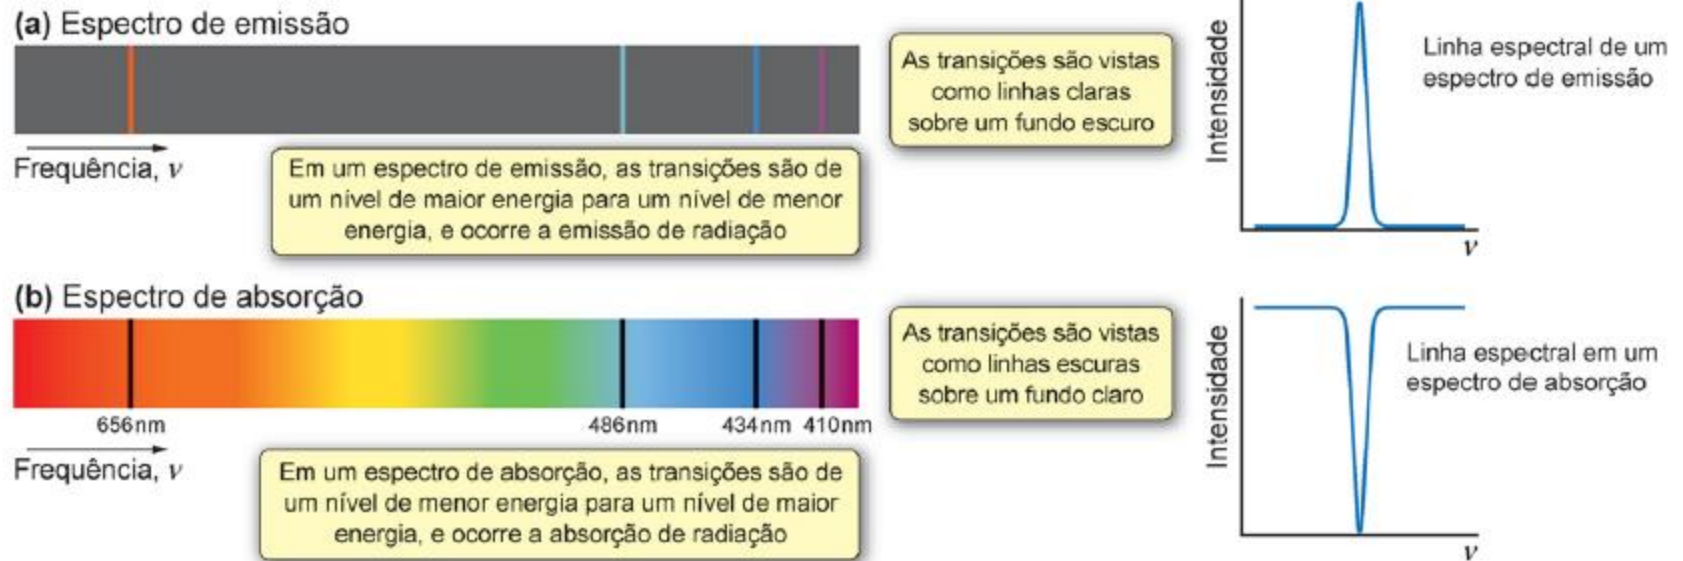 (a) Espectro de emissão
Frequência, ν
Em um espectro de emissão, as transições são de
um nível de maior energia para um nível de menor
energia, e ocorre a emissão de radiação
As transições são vistas
como linhas claras
sobre um fundo escuro
Intensidade
ν
Linha espectral de um
espectro de emissão
(b) Espectro de absorção
656nm 486nm 434nm 410nm
Frequência, ν
Em um espectro de absorção, as transições são de
um nível de menor energia para um nível de maior
energia, e ocorre a absorção de radiação
As transições são vistas
como linhas escuras
sobre um fundo claro
Intensidade
ν
Linha espectral em um
espectro de absorção